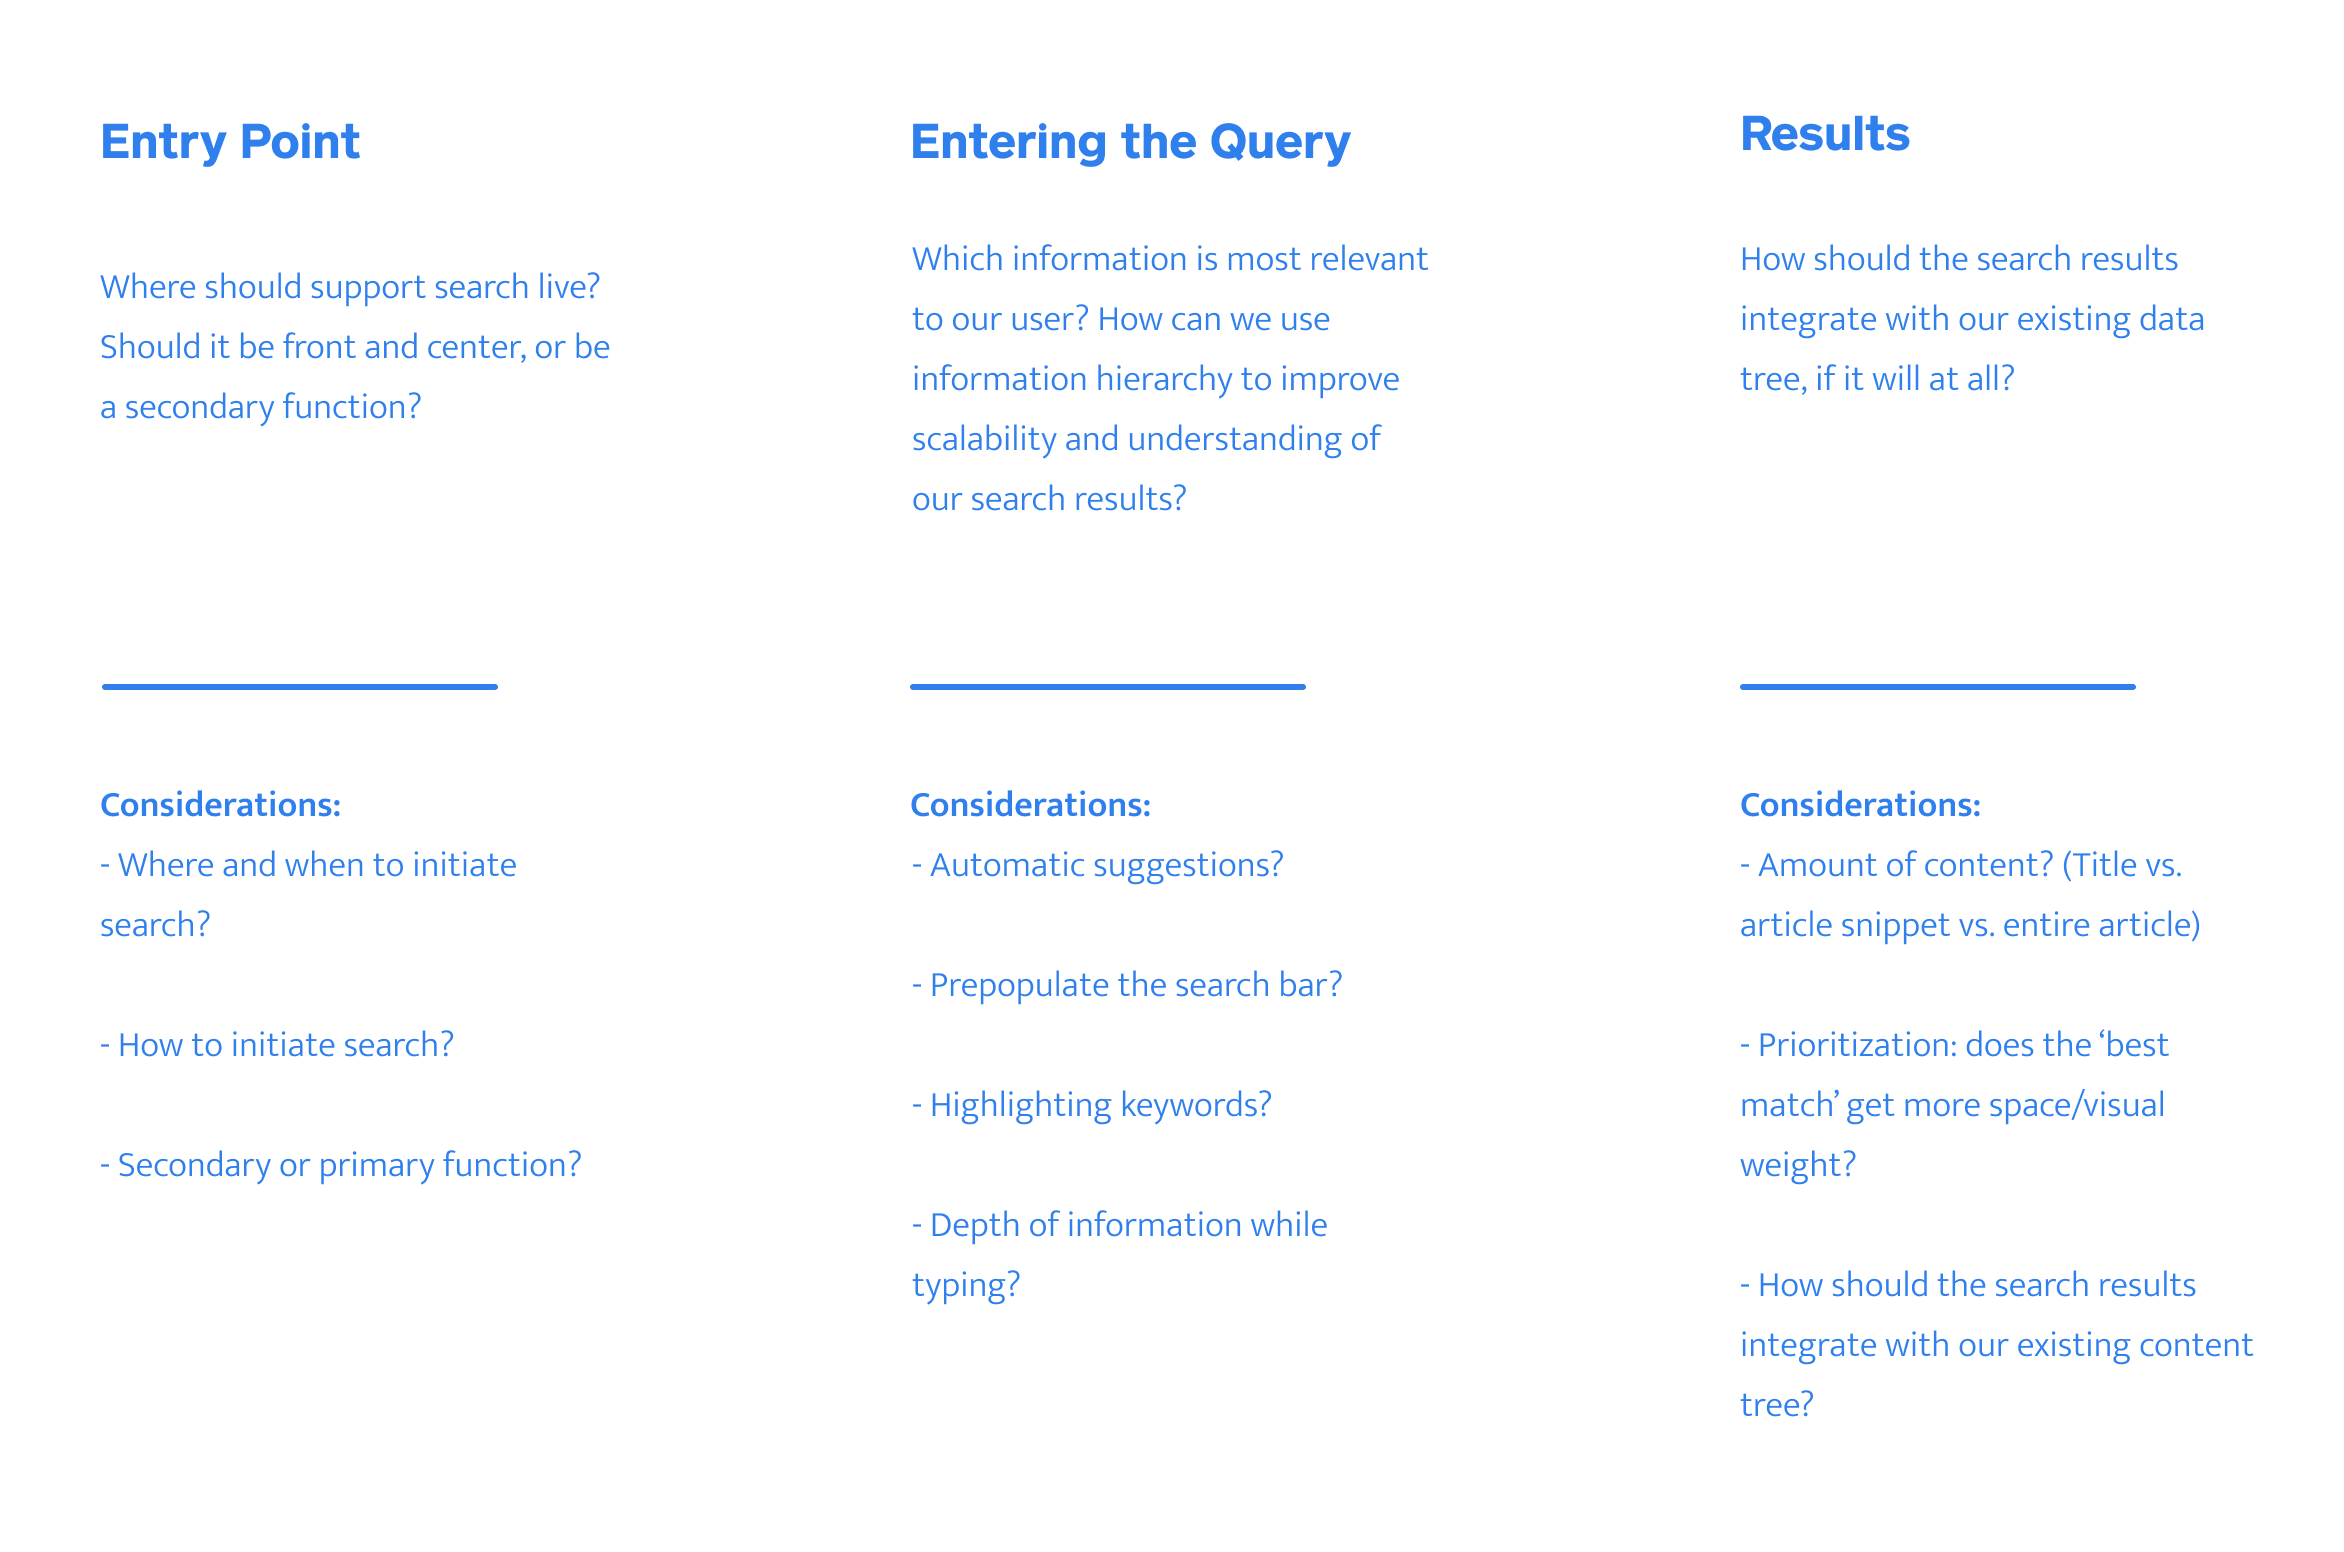 Entry Point
Where should support search live?
Should it be front and center, or be
a secondary function?
Considerations:
- Where and when to initiate
search?
- How to initiate search?
- Secondary or primary function?
Entering the Query
Which information is most relevant
to our user? How can we use
information hierarchy to improve
scalability and understanding of
our search results?
Considerations:
- Automatic suggestions?
- Prepopulate the search bar?
- Highlighting keywords?
- Depth of information while
typing?
Results
How should the search results
integrate with our existing data
tree, if it will at all?
Considerations:
- Amount of content? (Title vs.
article snippet vs. entire article)
- Prioritization: does the ‘best
match’ get more space/visual
weight?
- How should the search results
integrate with our existing content
tree?